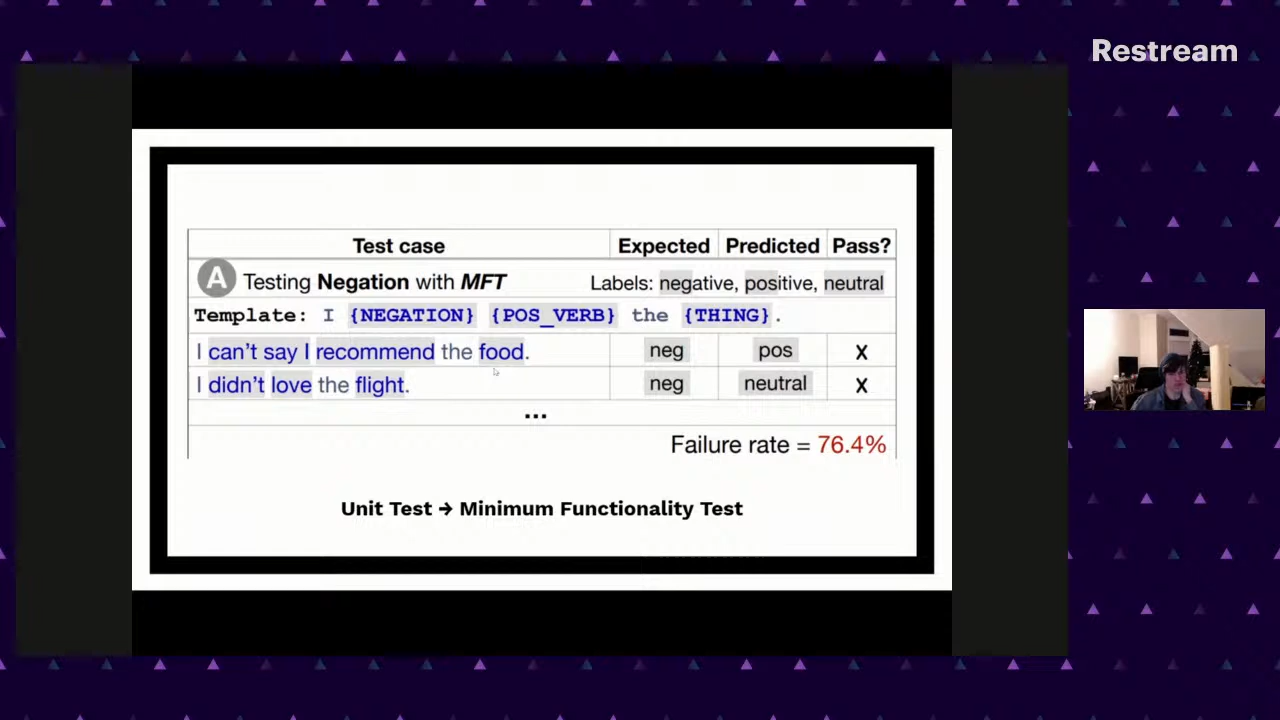 Restream
Test case Expected Predicted Pass?
A Testing Negation with MFT Labels: negative, positive, neutral
Template: I {NEGATION} {POS_VERB} the {THING}.
I can't say I recommend the food. neg pos X
I didn't love the flight. neg neutral X
...
Failure rate = 76.4%
Unit Test → Minimum Functionality Test